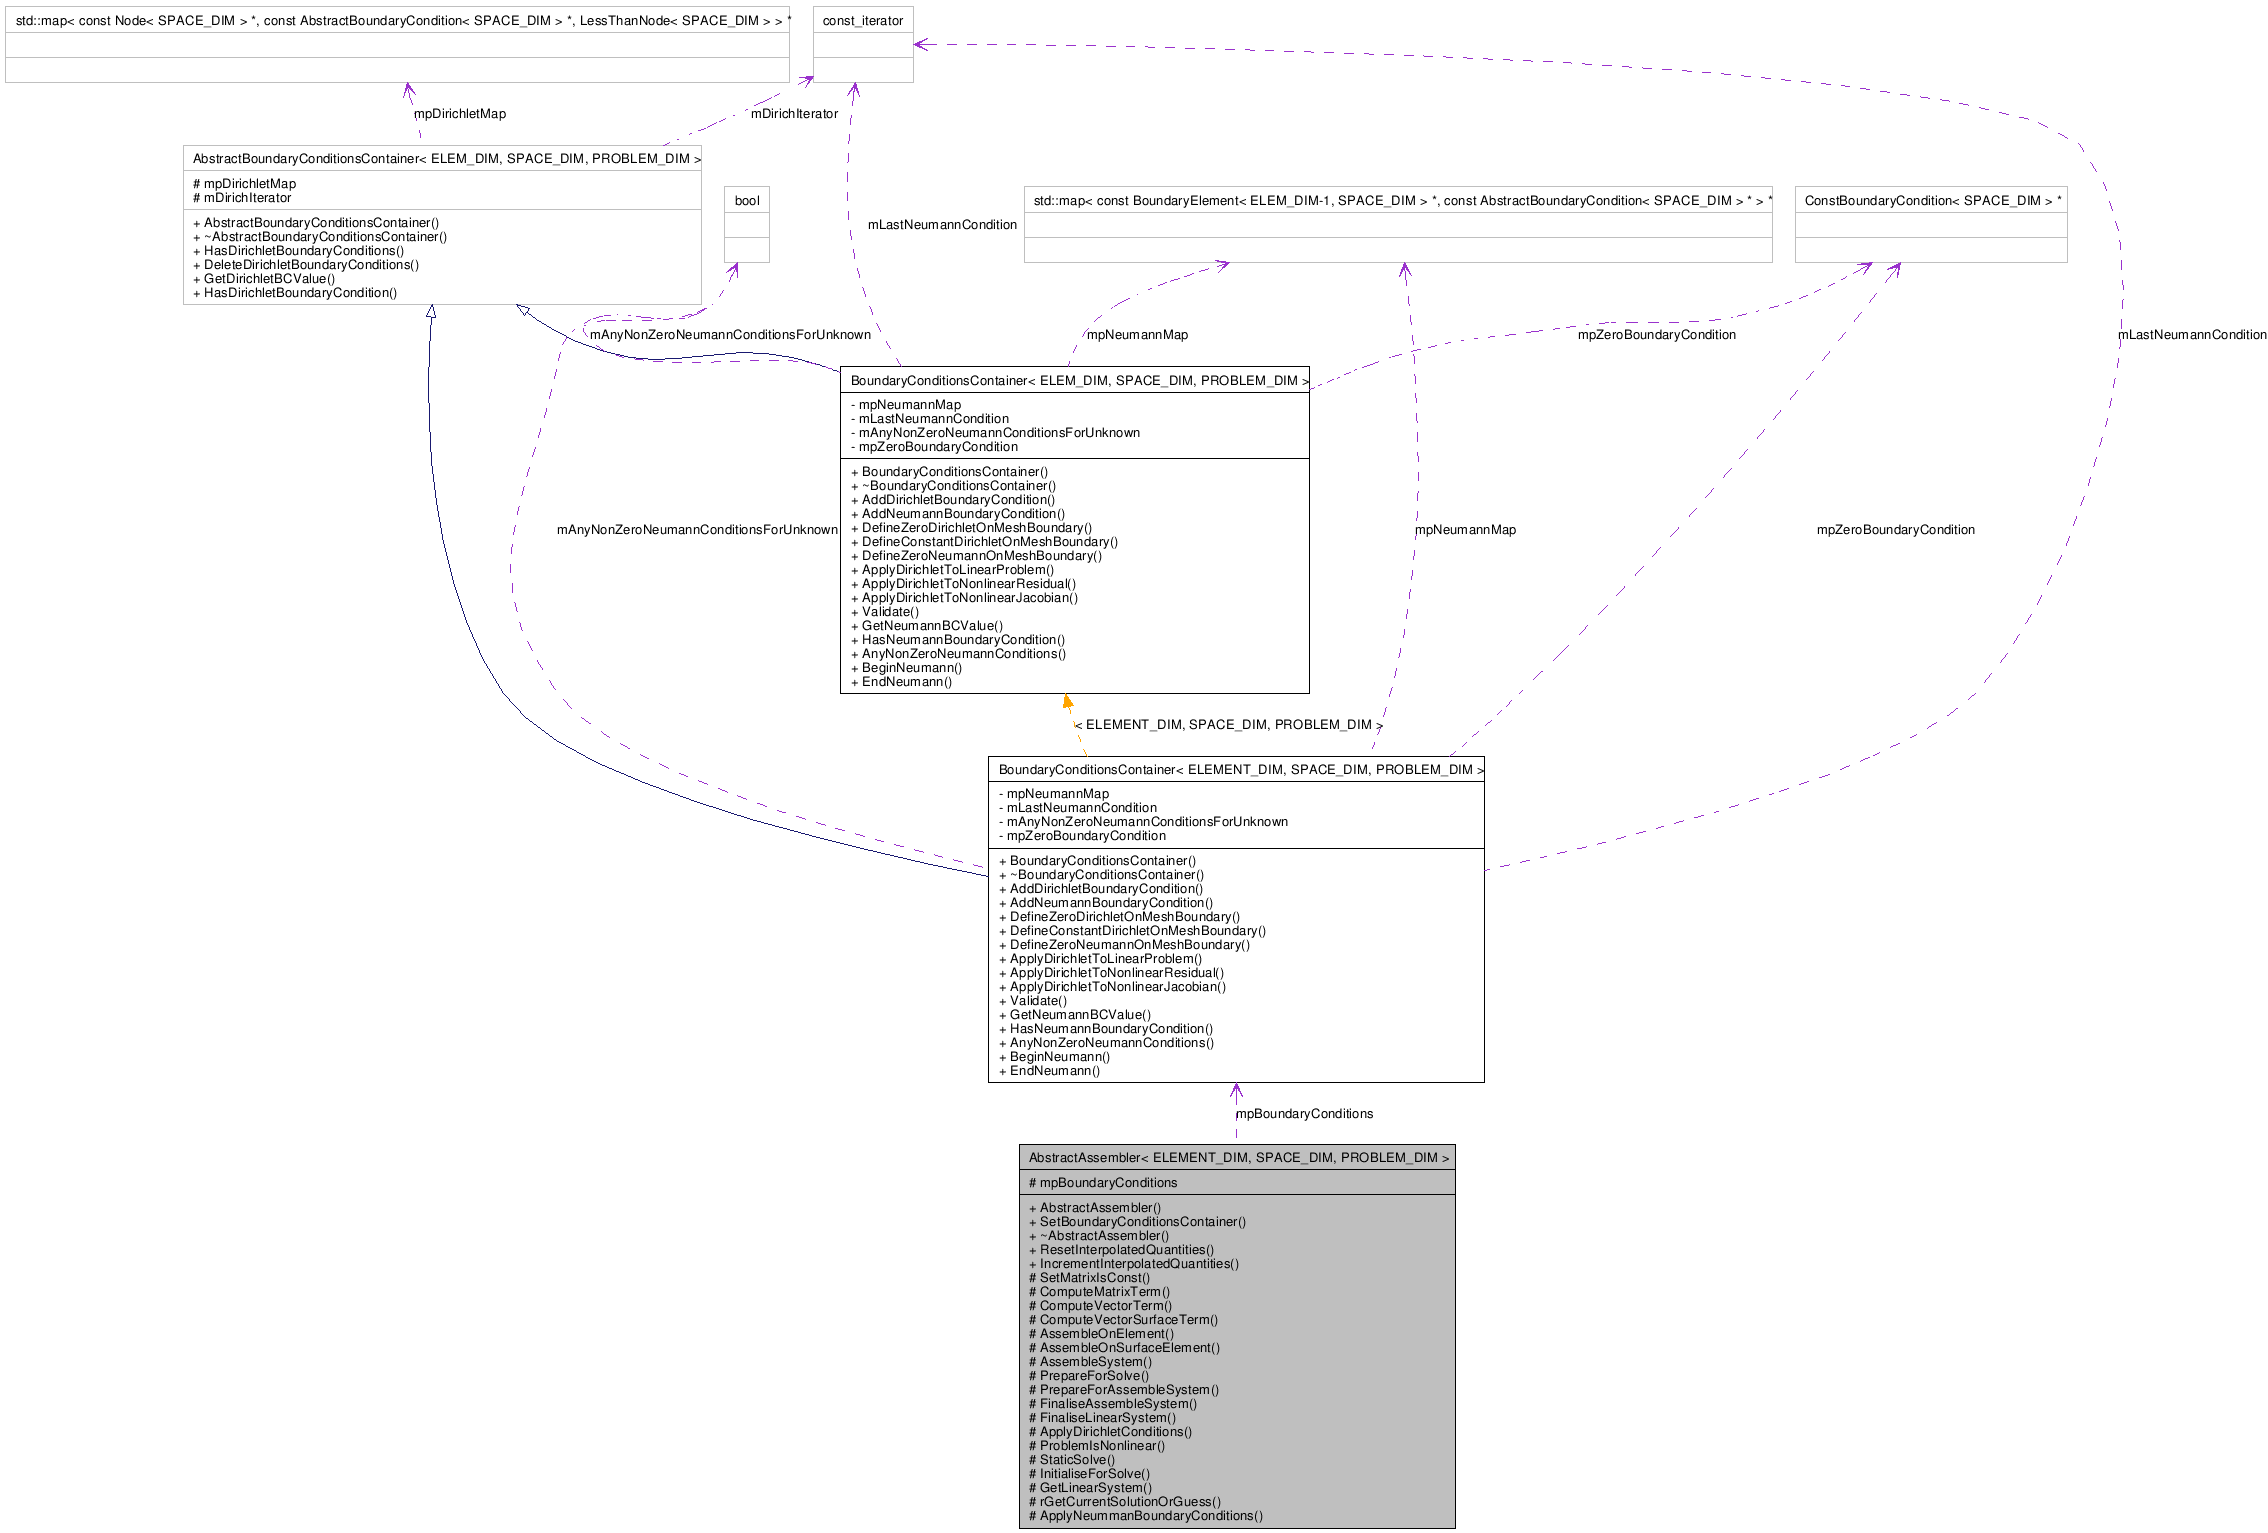 std::map< const Node< SPACE_DIM > *, const AbstractBoundaryCondition< SPACE_DIM > *, LessThanNode< SPACE_DIM > > *
const_iterator
mpDirichletMap
mDirichIterator
AbstractBoundaryConditionsContainer< ELEM_DIM, SPACE_DIM, PROBLEM_DIM >
# mpDirichletMap
# mDirichIterator
+ AbstractBoundaryConditionsContainer()
+ ~AbstractBoundaryConditionsContainer()
+ HasDirichletBoundaryConditions()
+ DeleteDirichletBoundaryConditions()
+ GetDirichletBCValue()
+ HasDirichletBoundaryCondition()
bool
mLastNeumannCondition
std::map< const BoundaryElement< ELEM_DIM-1, SPACE_DIM > *, const AbstractBoundaryCondition< SPACE_DIM > * > *
ConstBoundaryCondition< SPACE_DIM > *
mAnyNonZeroNeumannConditionsForUnknown
mpNeumannMap
mpZeroBoundaryCondition
mLastNeumannCondition
BoundaryConditionsContainer< ELEM_DIM, SPACE_DIM, PROBLEM_DIM >
- mpNeumannMap
- mLastNeumannCondition
- mAnyNonZeroNeumannConditionsForUnknown
- mpZeroBoundaryCondition
+ BoundaryConditionsContainer()
+ ~BoundaryConditionsContainer()
+ AddDirichletBoundaryCondition()
+ AddNeumannBoundaryCondition()
+ DefineZeroDirichletOnMeshBoundary()
+ DefineConstantDirichletOnMeshBoundary()
+ DefineZeroNeumannOnMeshBoundary()
+ ApplyDirichletToLinearProblem()
+ ApplyDirichletToNonlinearResidual()
+ ApplyDirichletToNonlinearJacobian()
+ Validate()
+ GetNeumannBCValue()
+ HasNeumannBoundaryCondition()
+ AnyNonZeroNeumannConditions()
+ BeginNeumann()
+ EndNeumann()
mAnyNonZeroNeumannConditionsForUnknown
mpNeumannMap
mpZeroBoundaryCondition
< ELEMENT_DIM, SPACE_DIM, PROBLEM_DIM >
BoundaryConditionsContainer< ELEMENT_DIM, SPACE_DIM, PROBLEM_DIM >
- mpNeumannMap
- mLastNeumannCondition
- mAnyNonZeroNeumannConditionsForUnknown
- mpZeroBoundaryCondition
+ BoundaryConditionsContainer()
+ ~BoundaryConditionsContainer()
+ AddDirichletBoundaryCondition()
+ AddNeumannBoundaryCondition()
+ DefineZeroDirichletOnMeshBoundary()
+ DefineConstantDirichletOnMeshBoundary()
+ DefineZeroNeumannOnMeshBoundary()
+ ApplyDirichletToLinearProblem()
+ ApplyDirichletToNonlinearResidual()
+ ApplyDirichletToNonlinearJacobian()
+ Validate()
+ GetNeumannBCValue()
+ HasNeumannBoundaryCondition()
+ AnyNonZeroNeumannConditions()
+ BeginNeumann()
+ EndNeumann()
mpBoundaryConditions
AbstractAssembler< ELEMENT_DIM, SPACE_DIM, PROBLEM_DIM >
# mpBoundaryConditions
+ AbstractAssembler()
+ SetBoundaryConditionsContainer()
+ ~AbstractAssembler()
+ ResetInterpolatedQuantities()
+ IncrementInterpolatedQuantities()
# SetMatrixIsConst()
# ComputeMatrixTerm()
# ComputeVectorTerm()
# ComputeVectorSurfaceTerm()
# AssembleOnElement()
# AssembleOnSurfaceElement()
# AssembleSystem()
# PrepareForSolve()
# PrepareForAssembleSystem()
# FinaliseAssembleSystem()
# FinaliseLinearSystem()
# ApplyDirichletConditions()
# ProblemIsNonlinear()
# StaticSolve()
# InitialiseForSolve()
# GetLinearSystem()
# rGetCurrentSolutionOrGuess()
# ApplyNeummanBoundaryConditions()